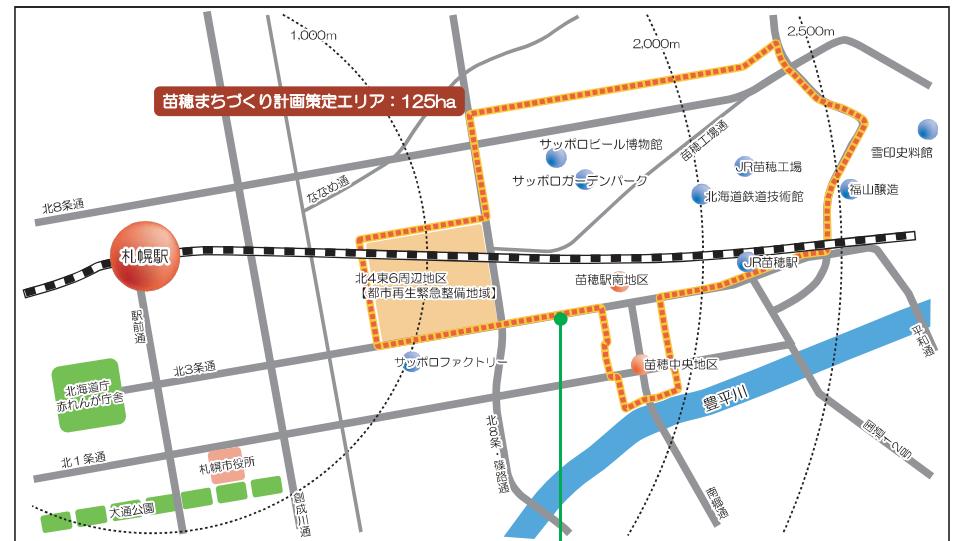 1.000m
2.000m
2.500m
苗穂まちづくり計画策定エリア：125ha
サッポロビール博物館
苗穂工場通
雪印史料館
サッポロガーデンパーク
JR苗穂工場
ななめ通
北海道鉄道技術館
福山醸造
北8条通
札幌駅
JR苗穂駅
北4東6周辺地区
【都市再生緊急整備地域】
苗穂駅南地区
駅前通
平和通
サッポロファクトリー
苗穂中央地区
北3条通
北海道庁
赤れんが庁舎
豊平川
北8条・篠路通
国道12号
北1条通
札幌市役所
南郷通
大通公園
創成川通